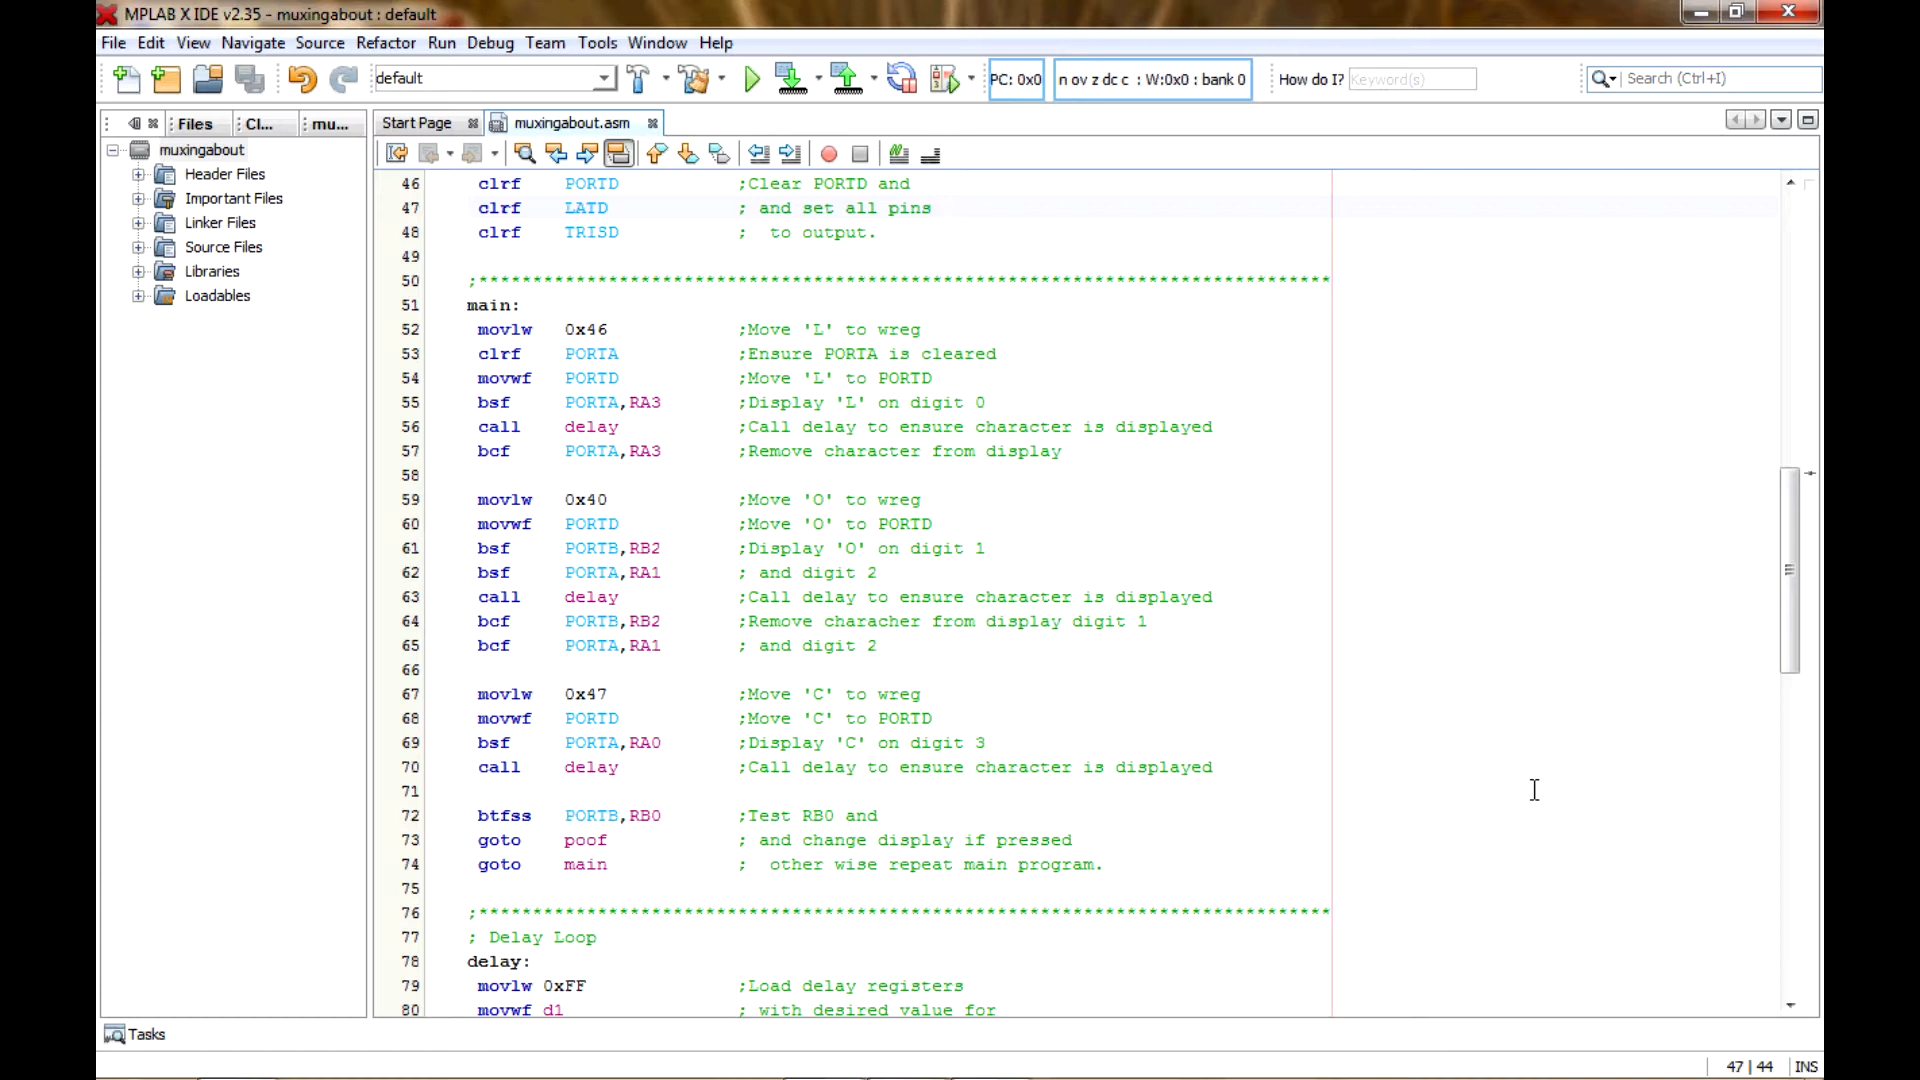 MPLAB X IDE v2.35 - muxingabout : default
File Edit View Navigate Source Refactor Run Debug Team Tools Window Help
default PC: 0x0 n ov z dc c : W:0x0 : bank 0 How do I? Keyword(s) Search (Ctrl+I)
Files Cl... mu... Start Page muxingabout.asm
muxingabout
Header Files
Important Files
Linker Files
Source Files
Libraries
Loadables
46 clrf PORTD ;Clear PORTD and
47 clrf LATD ; and set all pins
48 clrf TRISD ; to output.
49
50 ;*******************************************************************************
51 main:
52 movlw 0x46 ;Move 'L' to wreg
53 clrf PORTA ;Ensure PORTA is cleared
54 movwf PORTD ;Move 'L' to PORTD
55 bsf PORTA,RA3 ;Display 'L' on digit 0
56 call delay ;Call delay to ensure character is displayed
57 bcf PORTA,RA3 ;Remove character from display
58
59 movlw 0x40 ;Move 'O' to wreg
60 movwf PORTD ;Move 'O' to PORTD
61 bsf PORTB,RB2 ;Display 'O' on digit 1
62 bsf PORTA,RA1 ; and digit 2
63 call delay ;Call delay to ensure character is displayed
64 bcf PORTB,RB2 ;Remove characher from display digit 1
65 bcf PORTA,RA1 ; and digit 2
66
67 movlw 0x47 ;Move 'C' to wreg
68 movwf PORTD ;Move 'C' to PORTD
69 bsf PORTA,RA0 ;Display 'C' on digit 3
70 call delay ;Call delay to ensure character is displayed
71
72 btfss PORTB,RB0 ;Test RB0 and
73 goto poof ; and change display if pressed
74 goto main ; other wise repeat main program.
75
76 ;*******************************************************************************
77 ; Delay Loop
78 delay:
79 movlw 0xFF ;Load delay registers
80 movwf d1 ; with desired value for
Tasks
47 | 44 INS